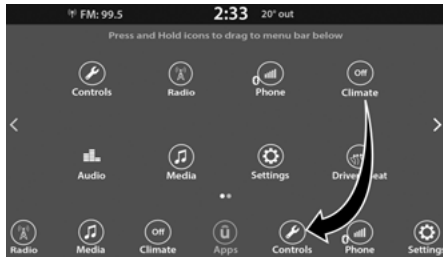 FM: 99.5 2:33 20° out
Press and Hold icons to drag to menu bar below
Off
Controls Radio Phone Climate
Audio Media Settings Driver Seat
Off ū
Radio Media Climate Apps Controls Phone Settings